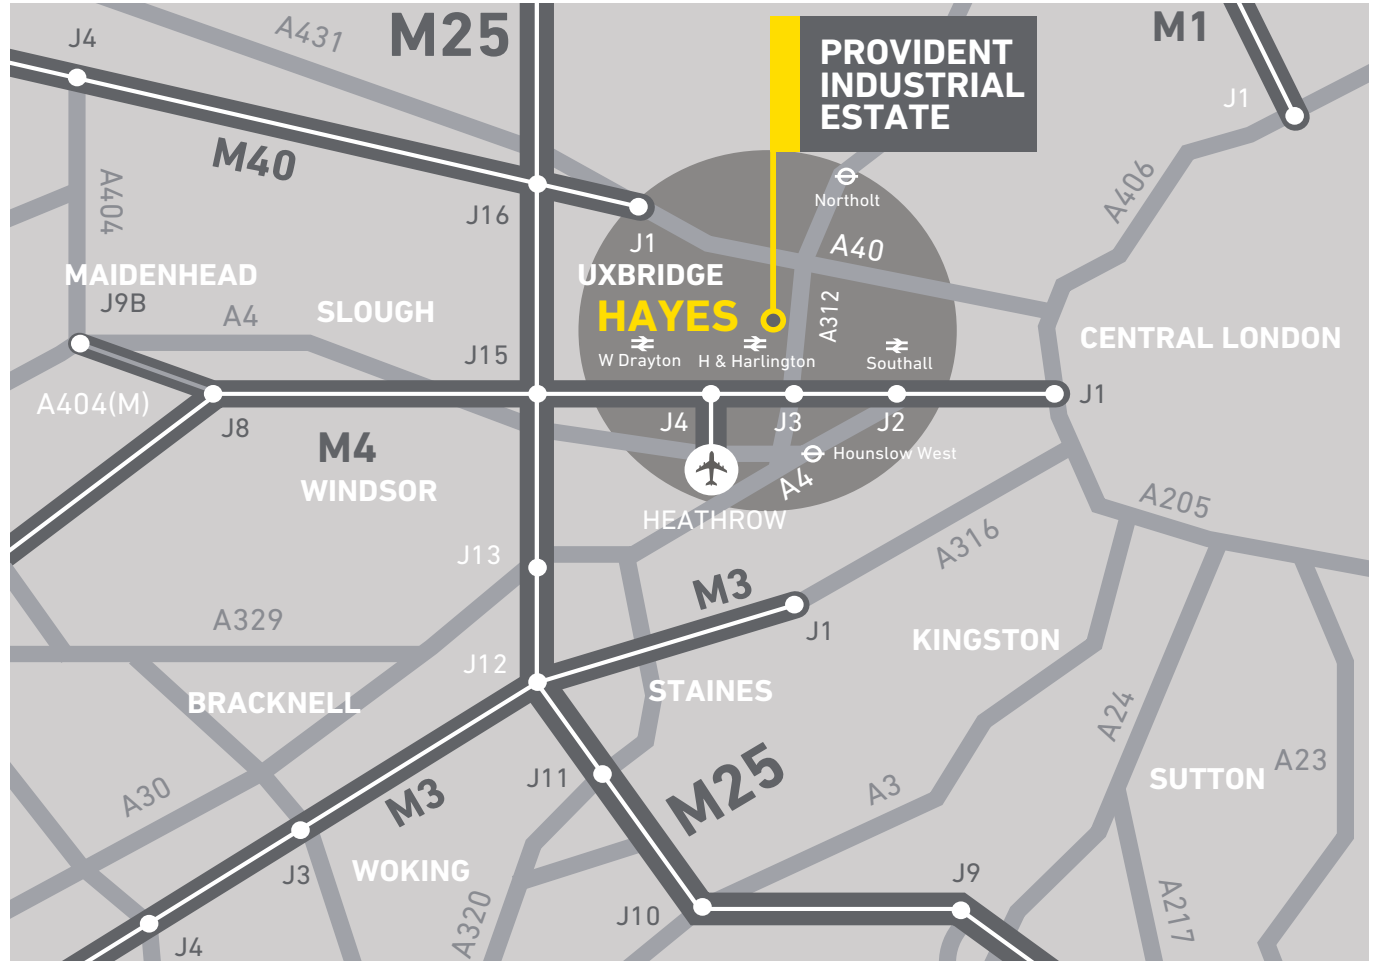 J4
A431
M25
M1
PROVIDENT
INDUSTRIAL
ESTATE
J1
M40
A404
A406
Northolt
J16
J1
A40
MAIDENHEAD
UXBRIDGE
J9B
A4
SLOUGH
HAYES
A312
CENTRAL LONDON
J15
W Drayton
H & Harlington
Southall
A404(M)
J8
J4
J3
J2
J1
M4
Hounslow West
A4
WINDSOR
HEATHROW
A205
J13
A316
M3
A329
J1
KINGSTON
J12
BRACKNELL
STAINES
A24
J11
M25
A23
SUTTON
A30
M3
A3
J3
WOKING
J9
J10
A320
A217
J4